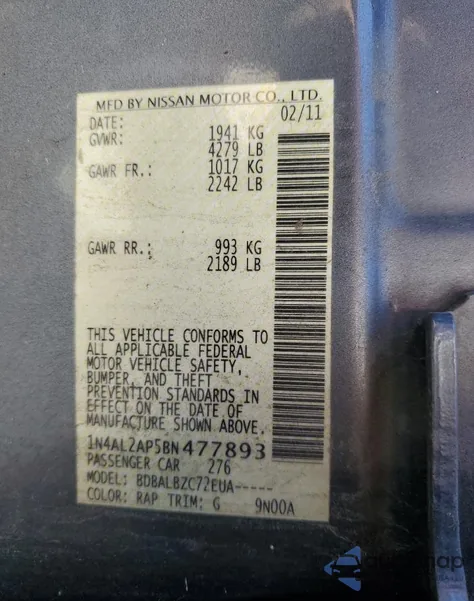 MFD BY NISSAN MOTOR CO., LTD.
DATE: 02/11
GVWR: 1941 KG
4279 LB
GAWR FR.: 1017 KG
2242 LB
GAWR RR.: 993 KG
2189 LB
THIS VEHICLE CONFORMS TO
ALL APPLICABLE FEDERAL
MOTOR VEHICLE SAFETY,
BUMPER, AND THEFT
PREVENTION STANDARDS IN
EFFECT ON THE DATE OF
MANUFACTURE SHOWN ABOVE.
1N4AL2AP5BN477893
PASSENGER CAR 276
MODEL: BDBALBZC72EUA-----
COLOR: RAP TRIM: G 9N00A